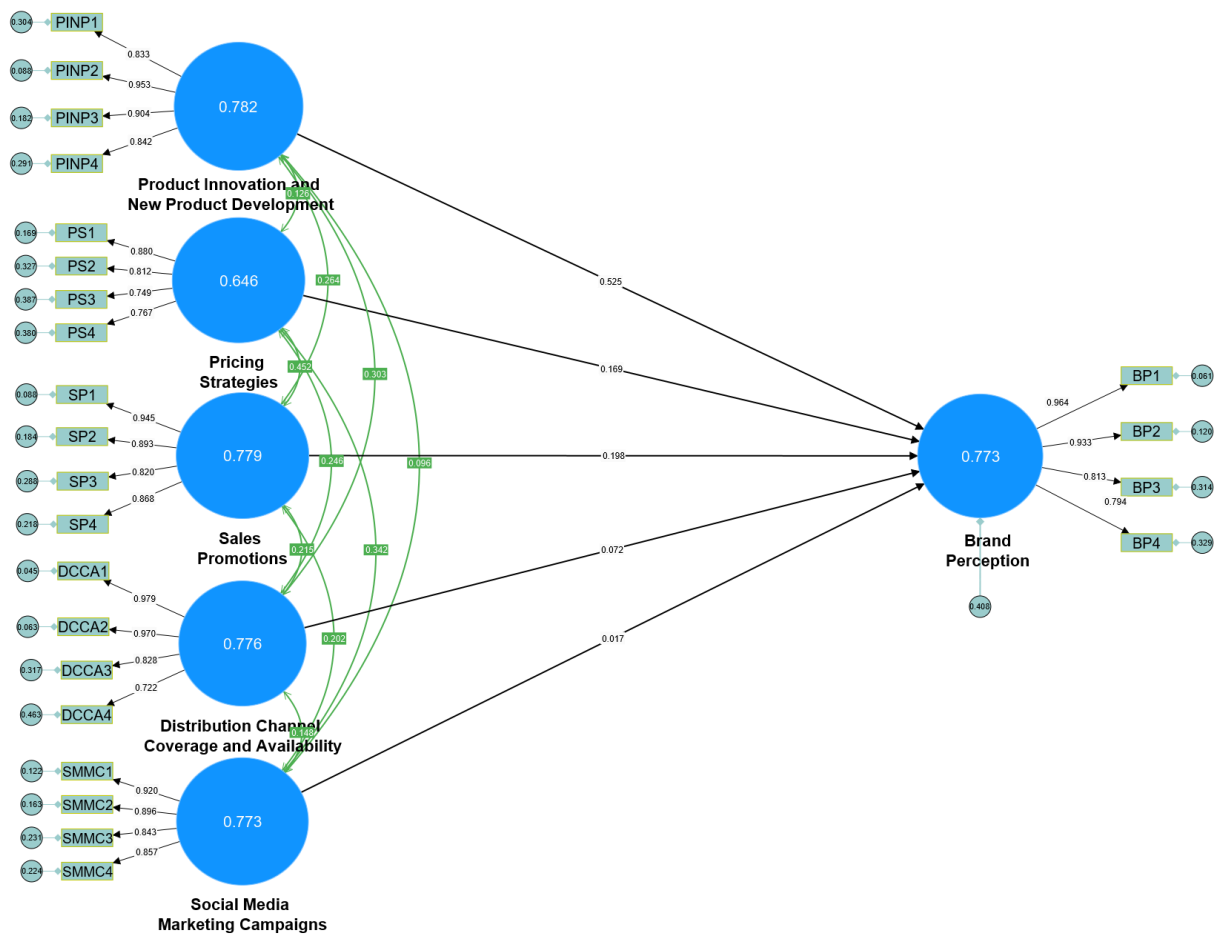 0.304 PINP1
0.833
0.088 PINP2
0.953
0.182 PINP3
0.904
0.291 PINP4
0.842
0.782
Product Innovation and
New Product Development
0.126
0.169 PS1
0.880
0.327 PS2
0.812
0.387 PS3
0.749
0.380 PS4
0.767
0.646
Pricing
Strategies
0.264
0.452
0.303
0.088 SP1
0.945
0.184 SP2
0.893
0.288 SP3
0.820
0.218 SP4
0.868
0.779
Sales
Promotions
0.246
0.096
0.215
0.342
0.045 DCCA1
0.979
0.063 DCCA2
0.970
0.317 DCCA3
0.828
0.463 DCCA4
0.722
0.776
Distribution Channel
Coverage and Availability
0.202
0.148
0.122 SMMC1
0.920
0.163 SMMC2
0.896
0.231 SMMC3
0.843
0.224 SMMC4
0.857
0.773
Social Media
Marketing Campaigns
0.525
0.169
0.198
0.072
0.017
0.773
Brand
Perception
0.408
0.964
BP1 0.061
0.933
BP2 0.120
0.813
BP3 0.314
0.794
BP4 0.329